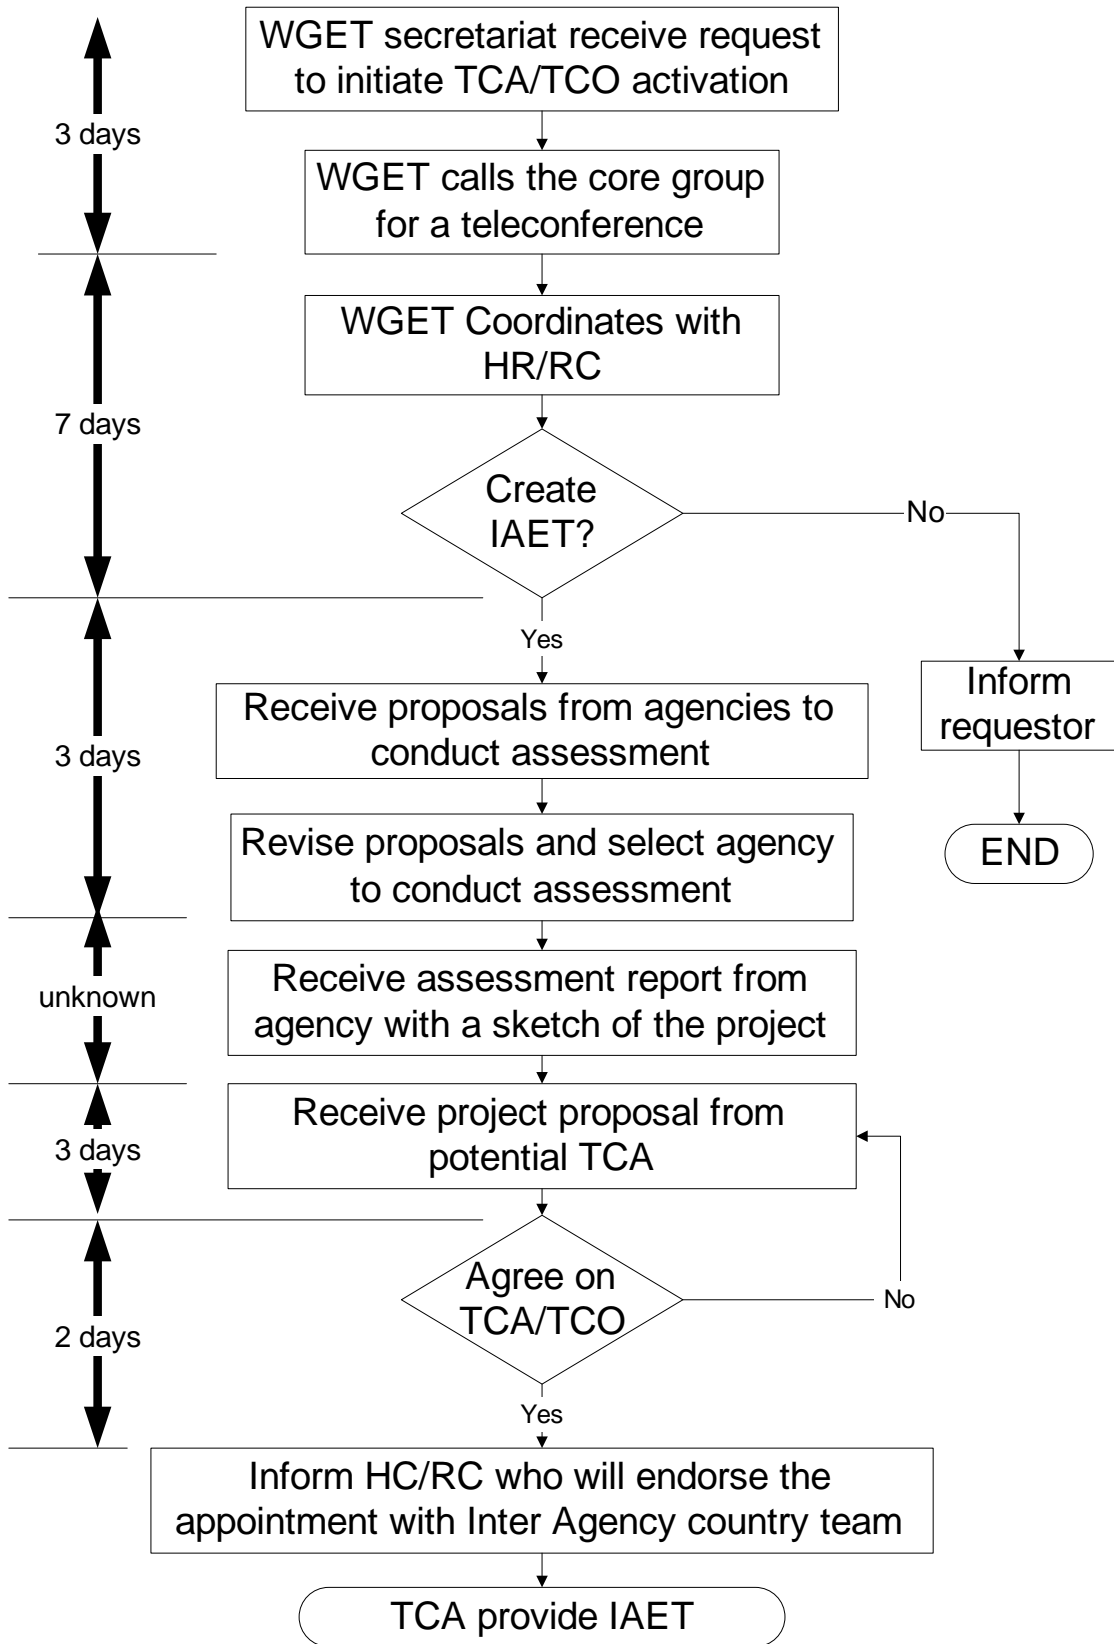 WGET secretariat receive request
to initiate TCA/TCO activation
3 days
WGET calls the core group
for a teleconference
WGET Coordinates with
HR/RC
7 days
Create
IAET?
No
Yes
Inform
requestor
END
Receive proposals from agencies to
conduct assessment
3 days
Revise proposals and select agency
to conduct assessment
Receive assessment report from
agency with a sketch of the project
unknown
Receive project proposal from
potential TCA
3 days
Agree on
TCA/TCO
No
2 days
Yes
Inform HC/RC who will endorse the
appointment with Inter Agency country team
TCA provide IAET